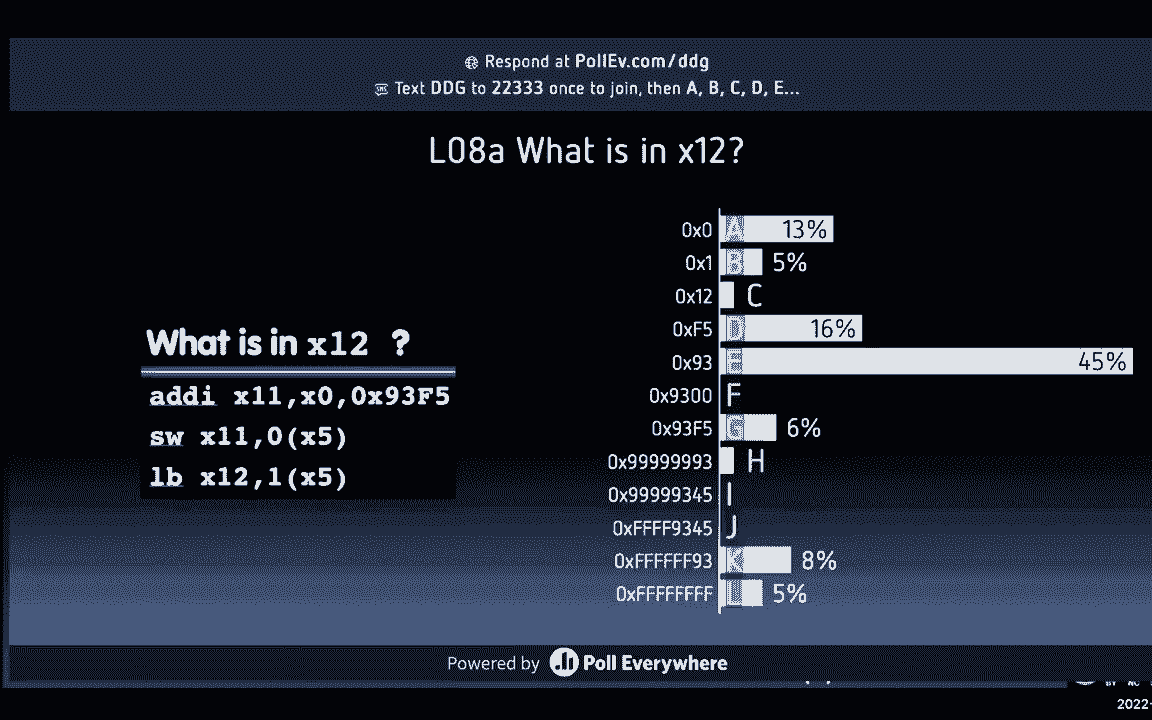 Respond at PollEv.com/ddg
Text DDG to 22333 once to join, then A, B, C, D, E...
L08a What is in x12?
What is in x12 ?
addi x11,x0,0x93F5
sw x11,0(x5)
lb x12,1(x5)
0x0 A 13%
0x1 B 5%
0x12 C
0xF5 D 16%
0x93 E 45%
0x9300 F
0x93F5 G 6%
0x99999993 H
0x99999345 I
0xFFFF9345 J
0xFFFFFF93 K 8%
0xFFFFFFFF L 5%
Powered by Poll Everywhere
2022-